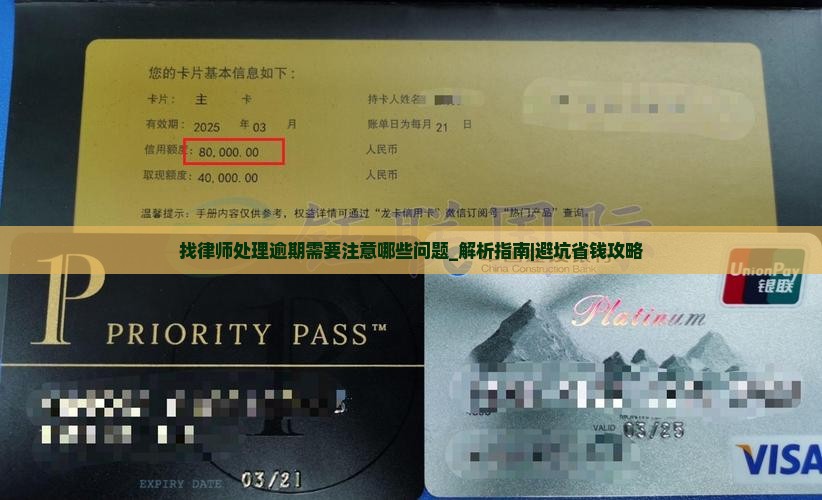 您的卡片基本信息如下：
卡片： 主 卡 持卡人姓名
有效期： 2025 年 03 月 账单日为每月 21 日
信用额度： 80,000.00 人民币
取现额度： 40,000.00 人民币
温馨提示：手册内容仅供参考，权益详情可通过“龙卡信用卡”微信订阅号“热门产品”查询。
找律师处理逾期需要注意哪些问题_解析指南|避坑省钱攻略
China Construction Bank
UnionPay
银联
PRIORITY PASS™
Platinum
VALID 03/25
VISA
EXPIRY DATE 03/21